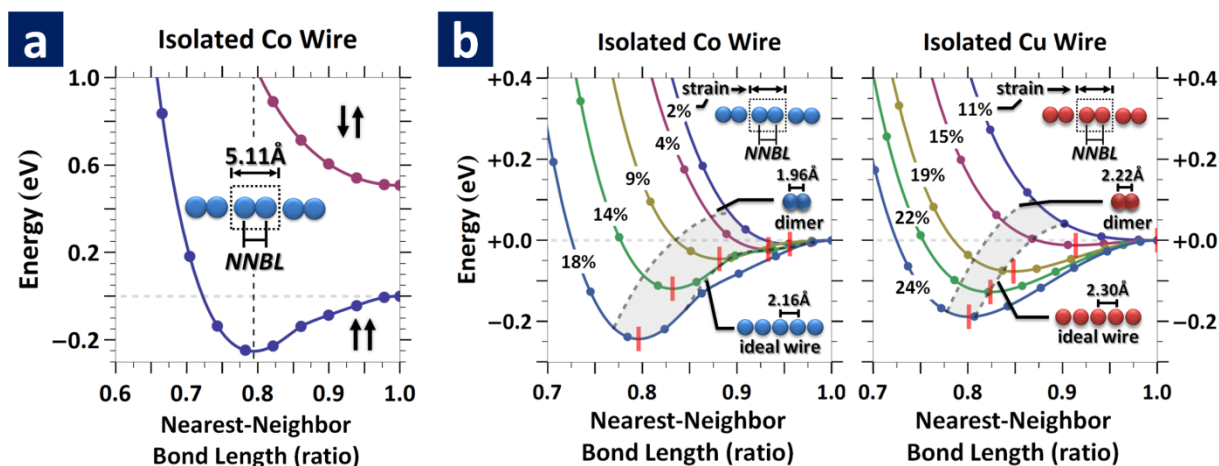 a
Isolated Co Wire
1.0
0.6
0.2
−0.2
Energy (eV)
5.11Å
NNBL
↓↑
↑↑
0.6 0.7 0.8 0.9 1.0
Nearest-Neighbor
Bond Length (ratio)
b
Isolated Co Wire
+0.4
+0.2
+0.0
−0.2
Energy (eV)
strain→
2%
4%
9%
14%
18%
NNBL
1.96Å
dimer
2.16Å
ideal wire
0.7 0.8 0.9 1.0
Nearest-Neighbor
Bond Length (ratio)
Isolated Cu Wire
+0.4
+0.2
+0.0
−0.2
strain→
11%
15%
19%
22%
24%
NNBL
2.22Å
dimer
2.30Å
ideal wire
0.7 0.8 0.9 1.0
Nearest-Neighbor
Bond Length (ratio)